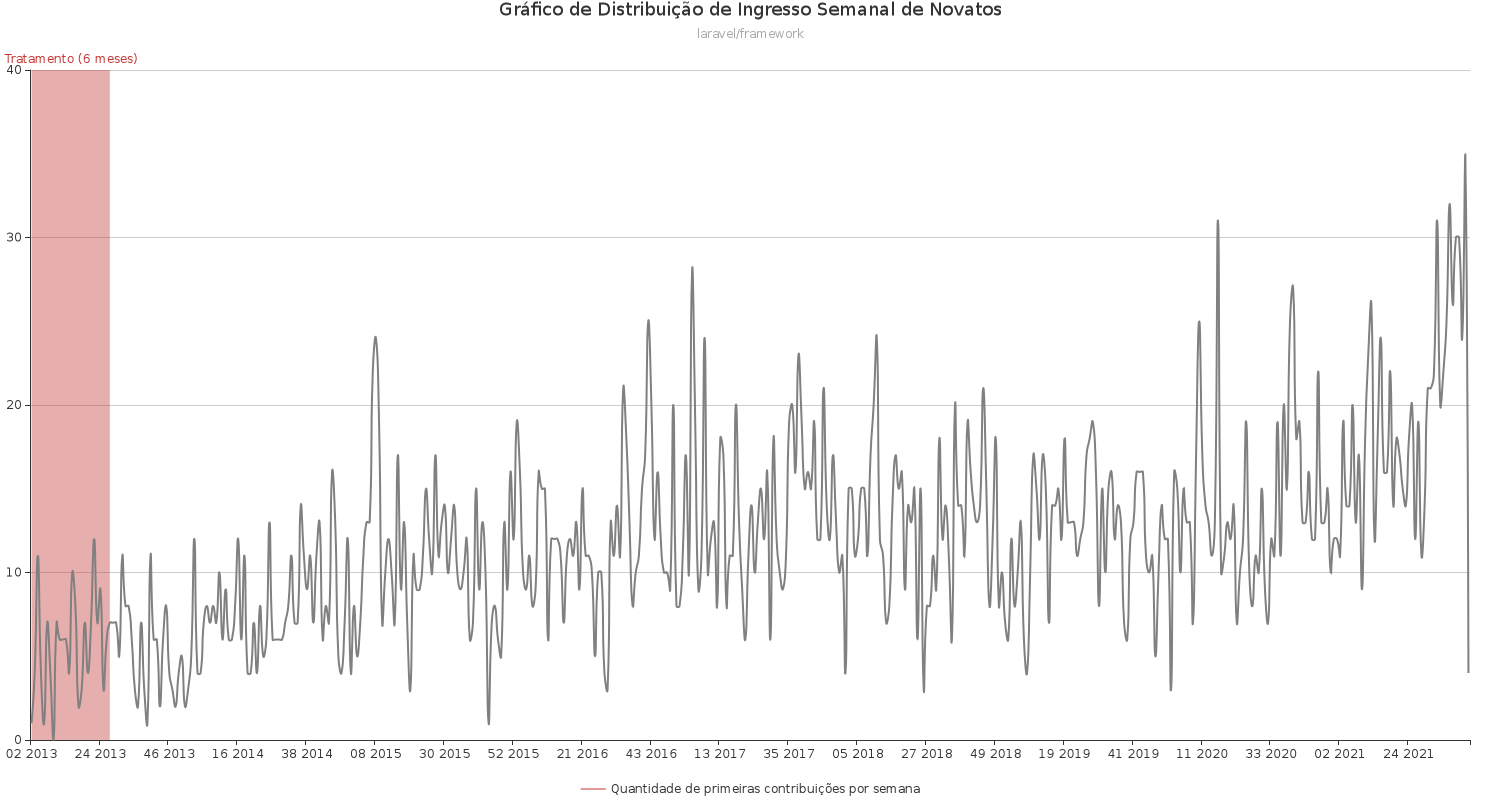 Gráfico de Distribuição de Ingresso Semanal de Novatos
laravel/framework
Tratamento (6 meses)
40
30
20
10
0
02 2013 24 2013 46 2013 16 2014 38 2014 08 2015 30 2015 52 2015 21 2016 43 2016 13 2017 35 2017 05 2018 27 2018 49 2018 19 2019 41 2019 11 2020 33 2020 02 2021 24 2021
Quantidade de primeiras contribuições por semana